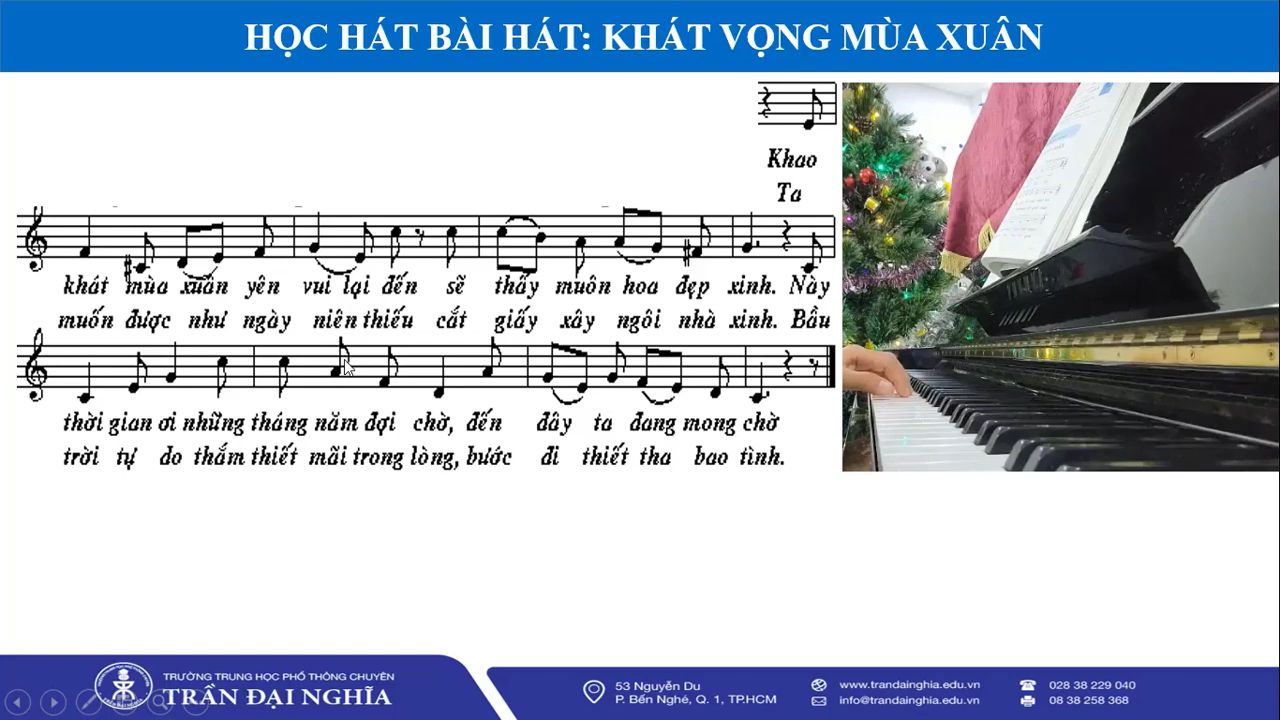 HỌC HÁT BÀI HÁT: KHÁT VỌNG MÙA XUÂN
Khao
Ta
khát mùa xuân yên vui lại đến sẽ thấy muôn hoa đẹp xinh. Này
muốn được như ngày niên thiếu cắt giấy xây ngôi nhà xinh. Bầu
thời gian ơi những tháng năm đợi chờ, đến đây ta đang mong chờ
trời tự do thắm thiết mãi trong lòng, bước đi thiết tha bao tình.
TRƯỜNG TRUNG HỌC PHỔ THÔNG CHUYÊN
TRẦN ĐẠI NGHĨA
53 Nguyễn Du
P. Bến Nghé, Q. 1, TP.HCM
www.trandainghia.edu.vn
info@trandainghia.edu.vn
028 38 229 040
08 38 258 368